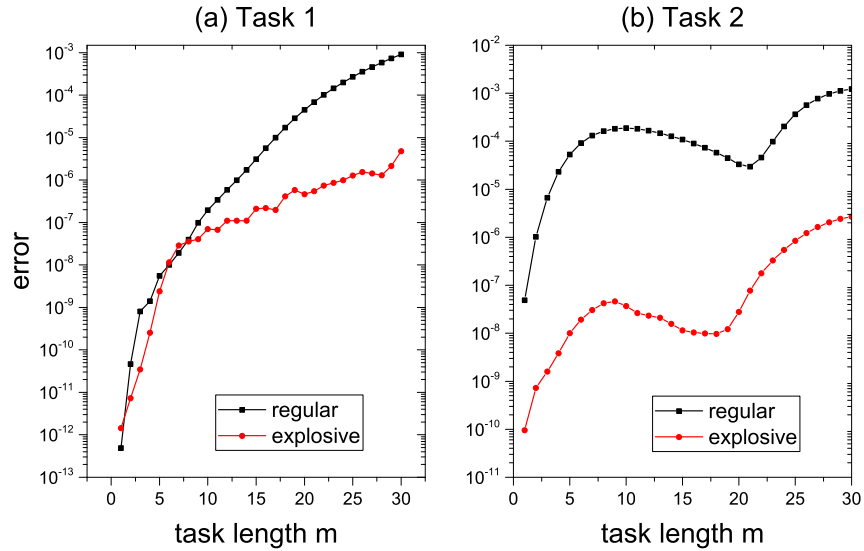 (a) Task 1
(b) Task 2
error
10^-3
10^-4
10^-5
10^-6
10^-7
10^-8
10^-9
10^-10
10^-11
10^-12
10^-13
regular
explosive
0 5 10 15 20 25 30
task length m
10^-2
10^-3
10^-4
10^-5
10^-6
10^-7
10^-8
10^-9
10^-10
10^-11
regular
explosive
0 5 10 15 20 25 30
task length m